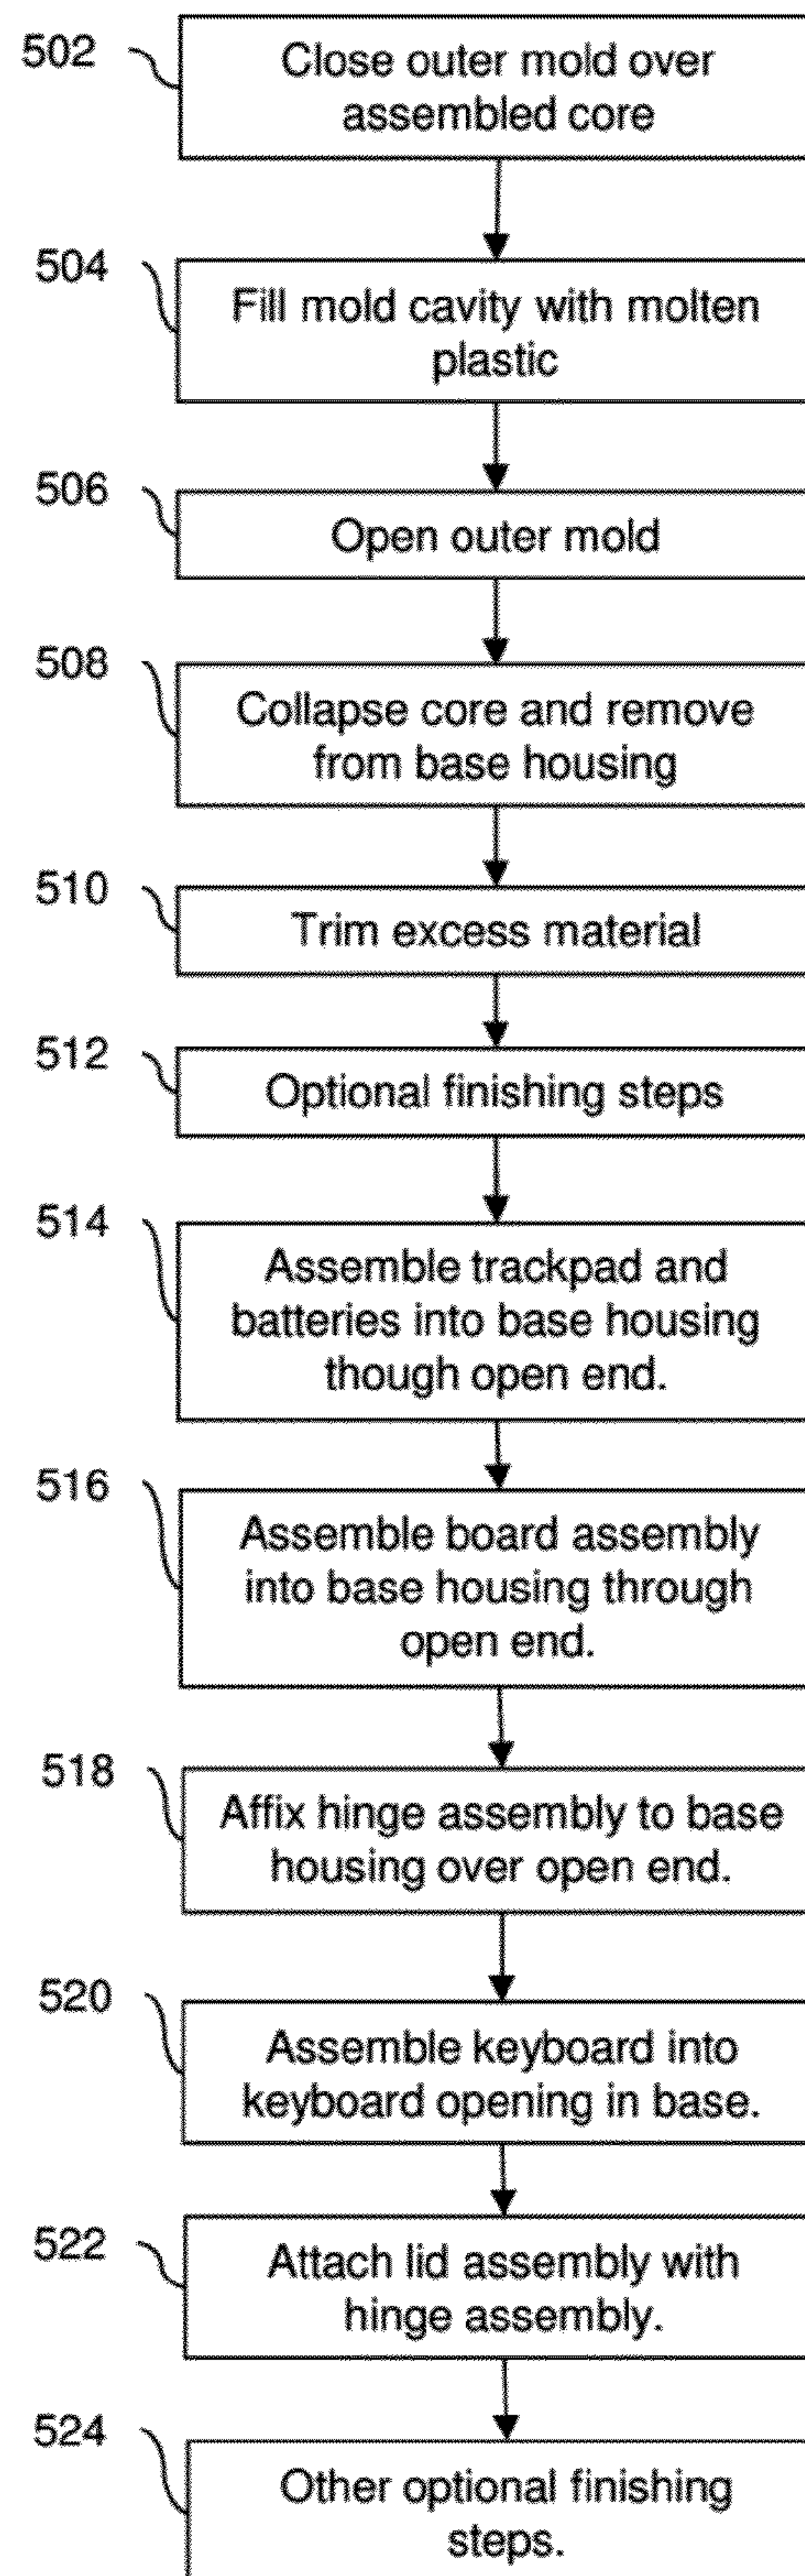 502
Close outer mold over
assembled core
504
Fill mold cavity with molten
plastic
506
Open outer mold
508
Collapse core and remove
from base housing
510
Trim excess material
512
Optional finishing steps
514
Assemble trackpad and
batteries into base housing
though open end.
516
Assemble board assembly
into base housing through
open end.
518
Affix hinge assembly to base
housing over open end.
520
Assemble keyboard into
keyboard opening in base.
522
Attach lid assembly with
hinge assembly.
524
Other optional finishing
steps.